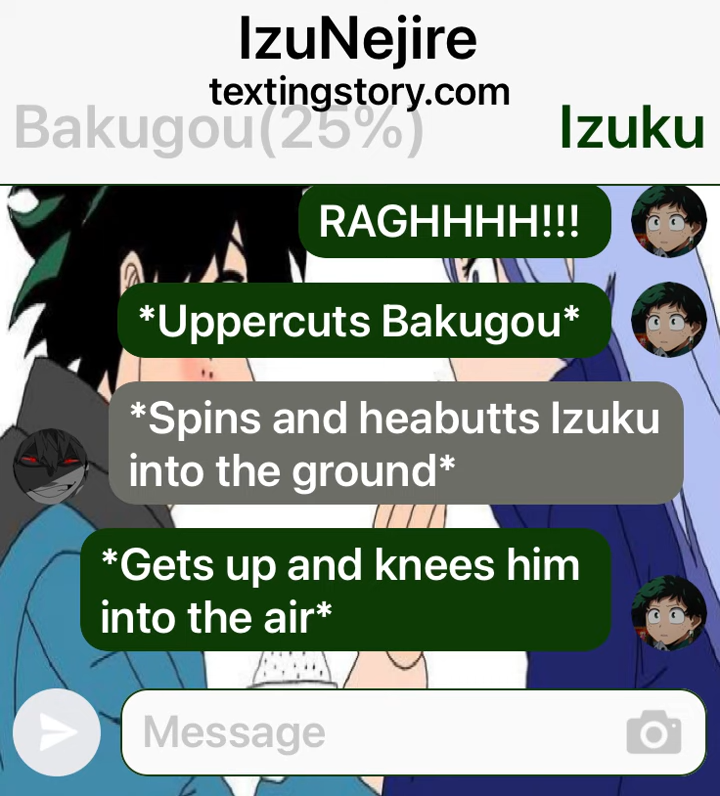 IzuNejire
textingstory.com
Bakugou(25%)
Izuku
RAGHHHH!!!
*Uppercuts Bakugou*
*Spins and heabutts Izuku
into the ground*
*Gets up and knees him
into the air*
Message